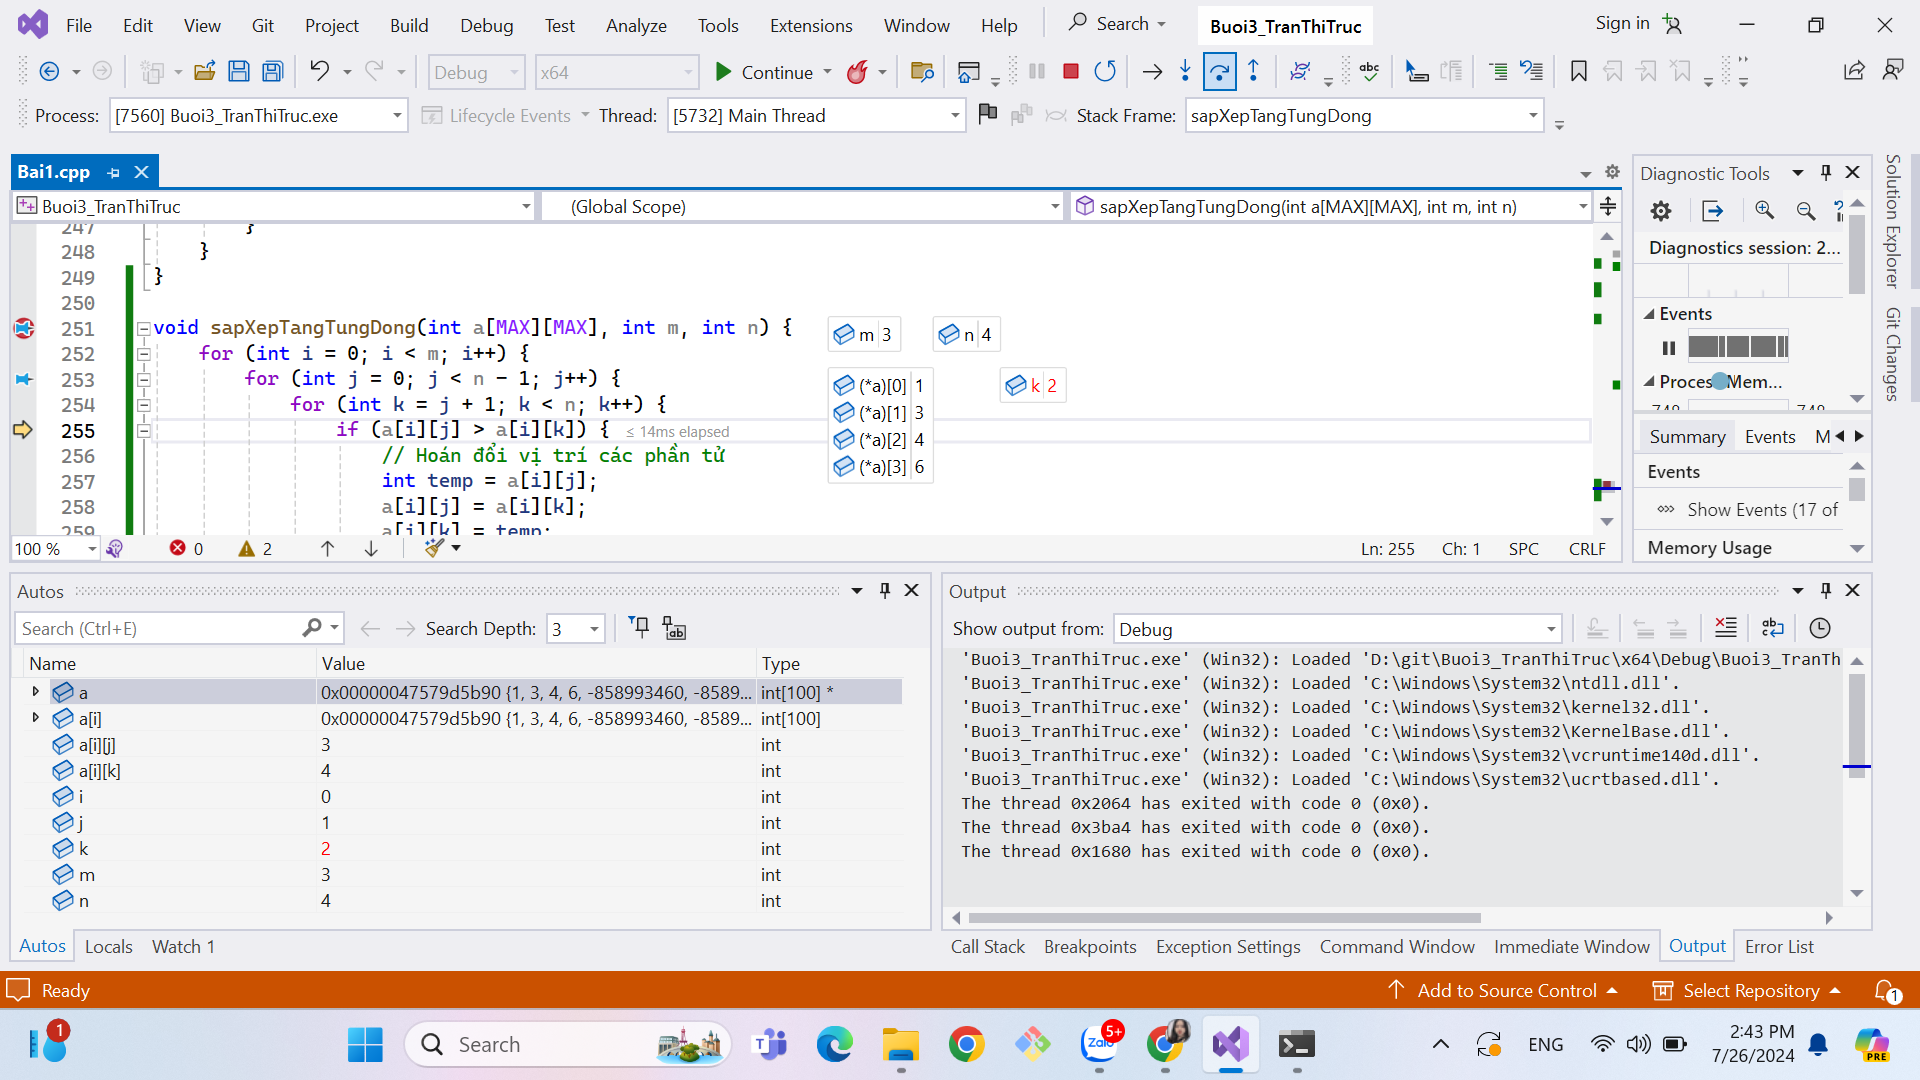 File Edit View Git Project Build Debug Test Analyze Tools Extensions Window Help Search Buoi3_TranThiTruc Sign in
Debug x64 Continue
Process: [7560] Buoi3_TranThiTruc.exe Lifecycle Events Thread: [5732] Main Thread Stack Frame: sapXepTangTungDong
Bai1.cpp
Buoi3_TranThiTruc (Global Scope) sapXepTangTungDong(int a[MAX][MAX], int m, int n)
247 }
248 }
249 }
250
251 void sapXepTangTungDong(int a[MAX][MAX], int m, int n) {
252 for (int i = 0; i < m; i++) {
253 for (int j = 0; j < n - 1; j++) {
254 for (int k = j + 1; k < n; k++) {
255 if (a[i][j] > a[i][k]) { ≤ 14ms elapsed
256 // Hoán đổi vị trí các phần tử
257 int temp = a[i][j];
258 a[i][j] = a[i][k];
259 a[i][k] = temp;
m 3
n 4
(*a)[0] 1
(*a)[1] 3
(*a)[2] 4
(*a)[3] 6
k 2
100 % 0 2 Ln: 255 Ch: 1 SPC CRLF
Diagnostic Tools
Diagnostics session: 2...
Events
Process Mem...
Summary Events M
Events
Show Events (17 of
Memory Usage
Solution Explorer
Git Changes
Autos
Search (Ctrl+E) Search Depth: 3
Name Value Type
a 0x00000047579d5b90 {1, 3, 4, 6, -858993460, -8589... int[100] *
a[i] 0x00000047579d5b90 {1, 3, 4, 6, -858993460, -8589... int[100]
a[i][j] 3 int
a[i][k] 4 int
i 0 int
j 1 int
k 2 int
m 3 int
n 4 int
Autos Locals Watch 1
Output
Show output from: Debug
'Buoi3_TranThiTruc.exe' (Win32): Loaded 'D:\git\Buoi3_TranThiTruc\x64\Debug\Buoi3_TranTh
'Buoi3_TranThiTruc.exe' (Win32): Loaded 'C:\Windows\System32\ntdll.dll'.
'Buoi3_TranThiTruc.exe' (Win32): Loaded 'C:\Windows\System32\kernel32.dll'.
'Buoi3_TranThiTruc.exe' (Win32): Loaded 'C:\Windows\System32\KernelBase.dll'.
'Buoi3_TranThiTruc.exe' (Win32): Loaded 'C:\Windows\System32\vcruntime140d.dll'.
'Buoi3_TranThiTruc.exe' (Win32): Loaded 'C:\Windows\System32\ucrtbased.dll'.
The thread 0x2064 has exited with code 0 (0x0).
The thread 0x3ba4 has exited with code 0 (0x0).
The thread 0x1680 has exited with code 0 (0x0).
Call Stack Breakpoints Exception Settings Command Window Immediate Window Output Error List
Ready Add to Source Control Select Repository 1
1 Search 5+ Zalo ENG 2:43 PM
7/26/2024
PRE